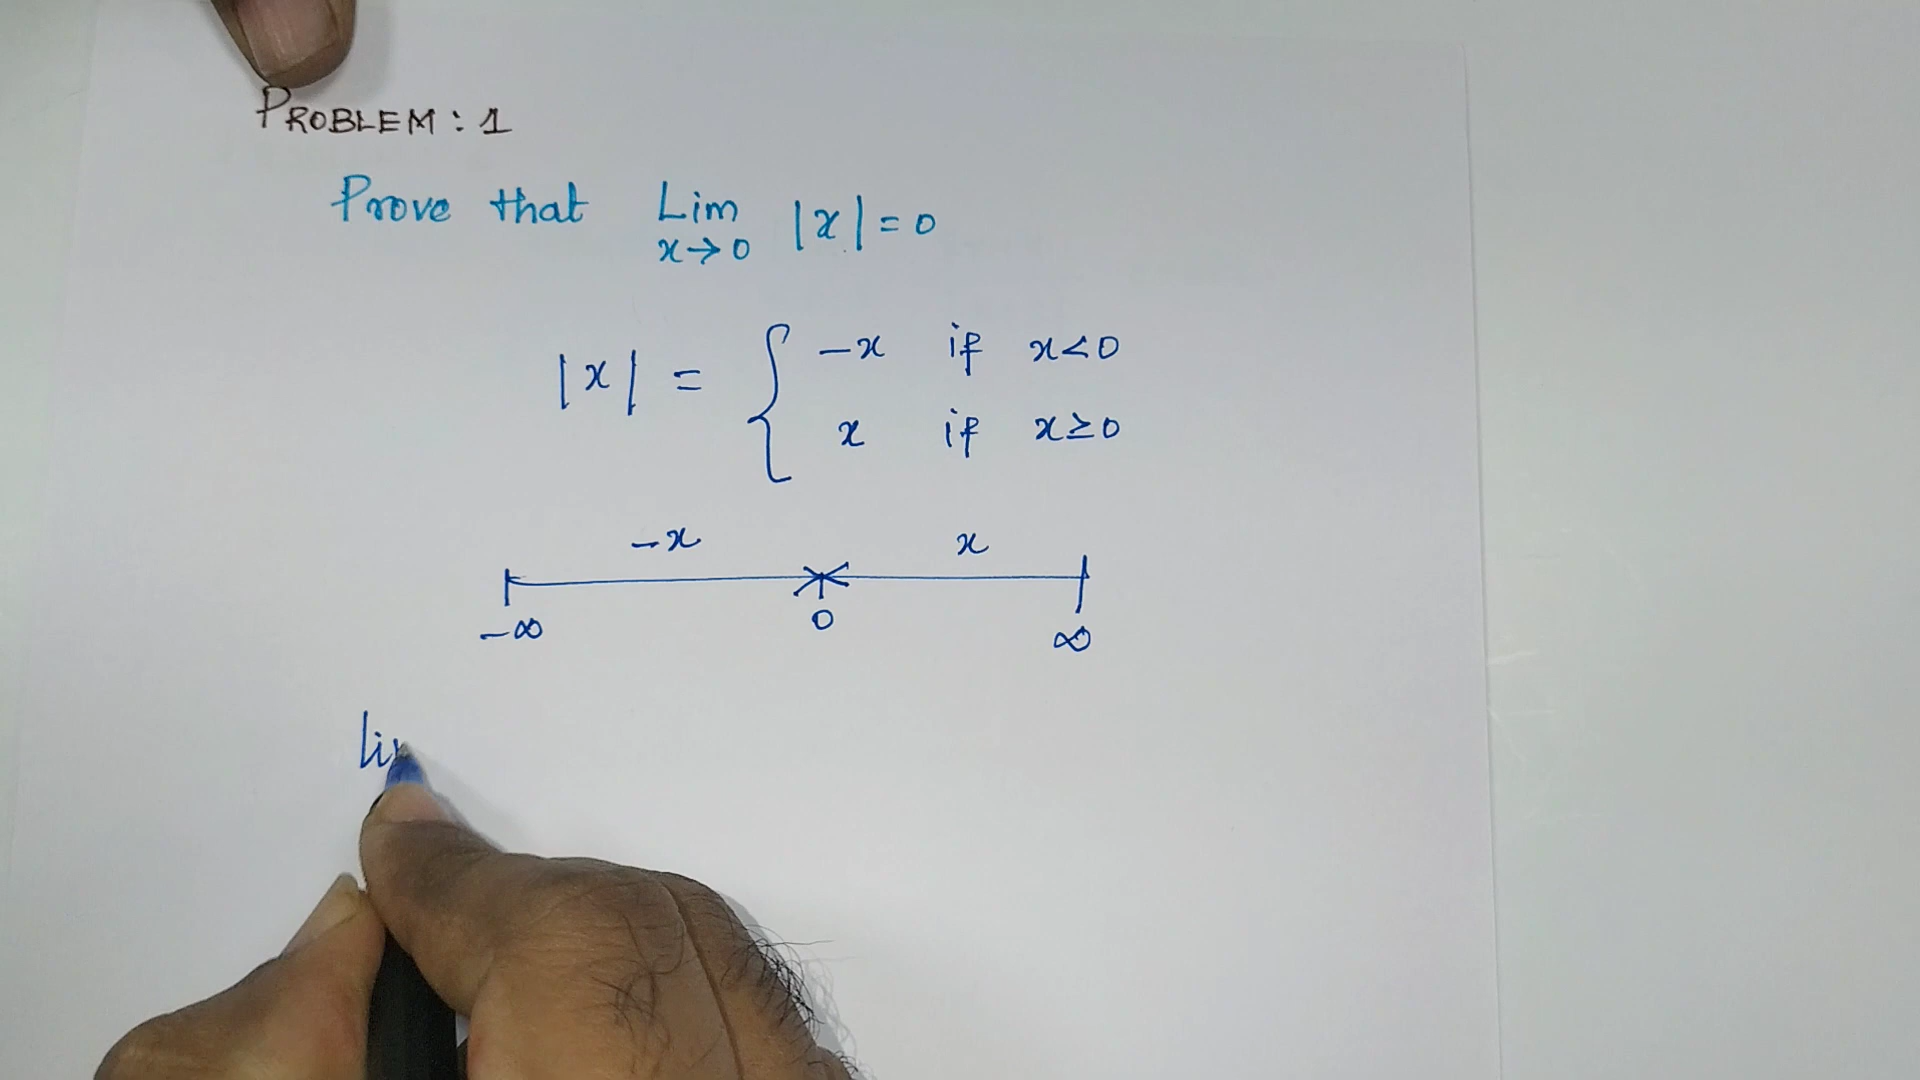 PROBLEM: 1
Prove that Lim |x| = 0
x→0
|x| = { -x if x<0
x if x≥0
-x x
-∞ 0 ∞